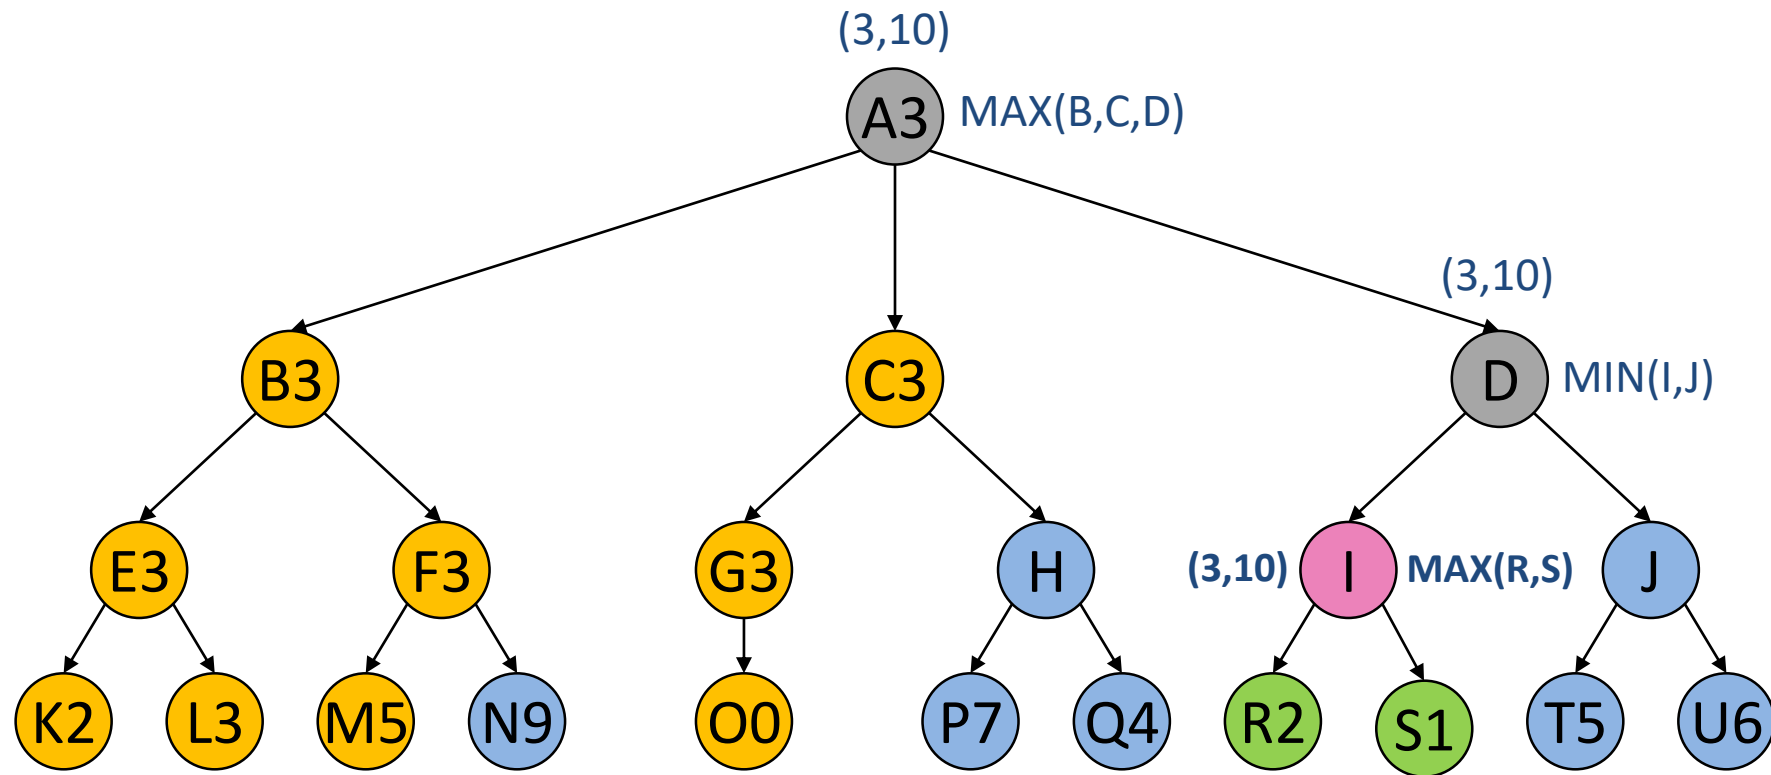 (3,10)
A3 MAX(B,C,D)
(3,10)
B3 C3 D MIN(I,J)
E3 F3 G3 H (3,10) I MAX(R,S) J
K2 L3 M5 N9 O0 P7 Q4 R2 S1 T5 U6